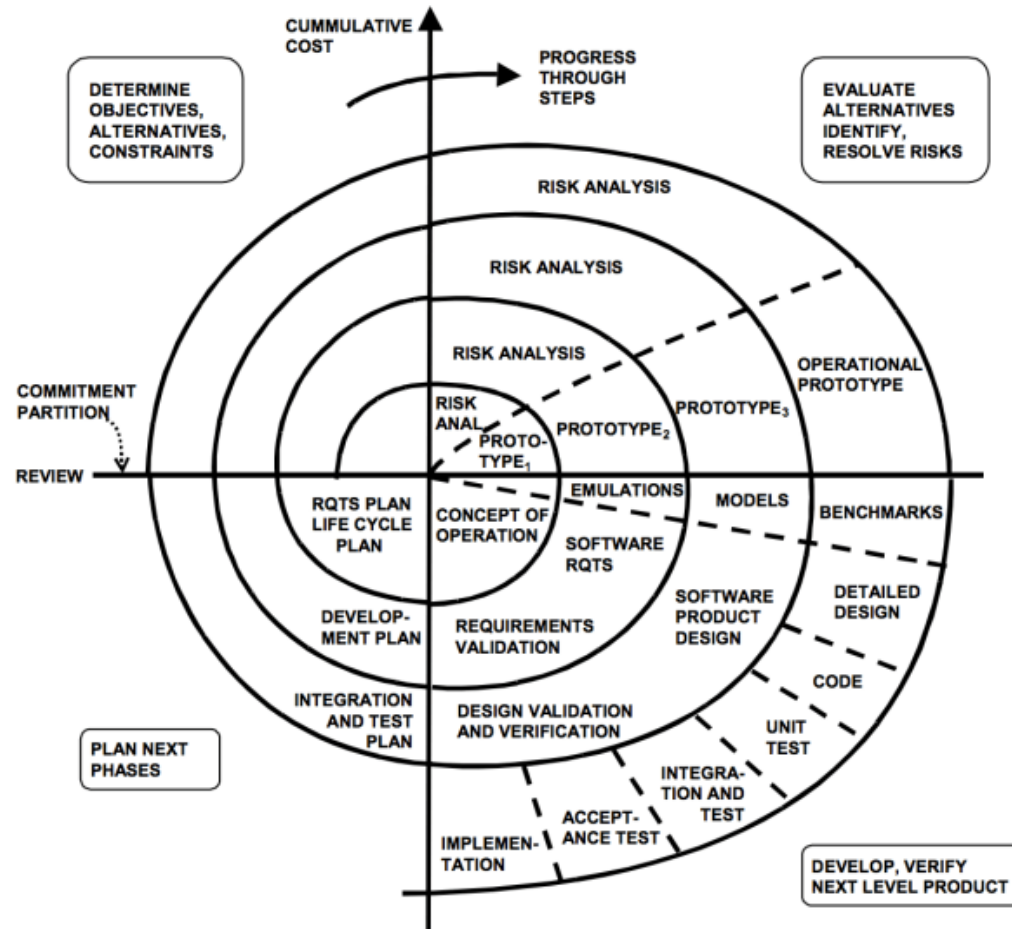 CUMMULATIVE
COST
PROGRESS
THROUGH
STEPS
DETERMINE
OBJECTIVES,
ALTERNATIVES,
CONSTRAINTS
EVALUATE
ALTERNATIVES
IDENTIFY,
RESOLVE RISKS
RISK ANALYSIS
RISK ANALYSIS
RISK ANALYSIS
RISK
ANAL
PROTO-
TYPE1
PROTOTYPE2
PROTOTYPE3
OPERATIONAL
PROTOTYPE
COMMITMENT
PARTITION
REVIEW
EMULATIONS
MODELS
BENCHMARKS
RQTS PLAN
LIFE CYCLE
PLAN
CONCEPT OF
OPERATION
SOFTWARE
RQTS
SOFTWARE
PRODUCT
DESIGN
DETAILED
DESIGN
DEVELOP-
MENT PLAN
REQUIREMENTS
VALIDATION
CODE
INTEGRATION
AND TEST
PLAN
DESIGN VALIDATION
AND VERIFICATION
UNIT
TEST
PLAN NEXT
PHASES
INTEGRA-
TION AND
TEST
ACCEPT-
ANCE TEST
IMPLEMEN-
TATION
DEVELOP, VERIFY
NEXT LEVEL PRODUCT